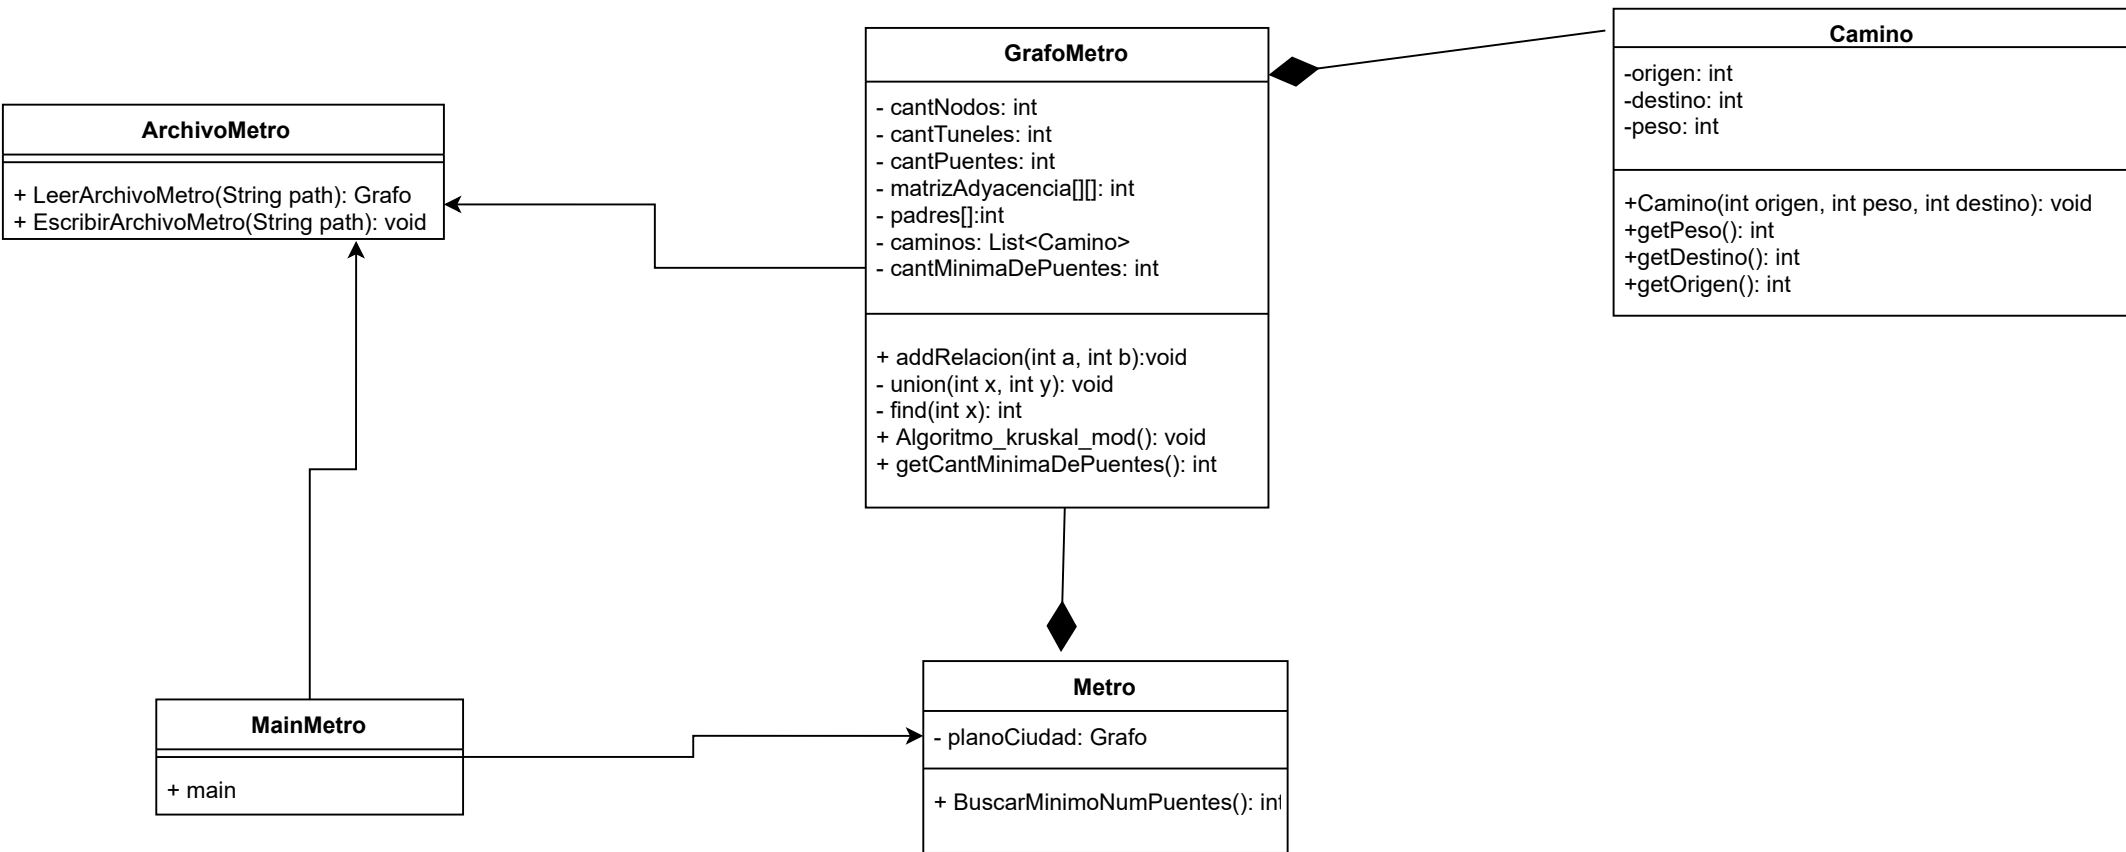 ArchivoMetro
+ LeerArchivoMetro(String path): Grafo
+ EscribirArchivoMetro(String path): void
GrafoMetro
- cantNodos: int
- cantTuneles: int
- cantPuentes: int
- matrizAdyacencia[][]: int
- padres[]:int
- caminos: List<Camino>
- cantMinimaDePuentes: int
+ addRelacion(int a, int b):void
- union(int x, int y): void
- find(int x): int
+ Algoritmo_kruskal_mod(): void
+ getCantMinimaDePuentes(): int
Camino
-origen: int
-destino: int
-peso: int
+Camino(int origen, int peso, int destino): void
+getPeso(): int
+getDestino(): int
+getOrigen(): int
MainMetro
+ main
Metro
- planoCiudad: Grafo
+ BuscarMinimoNumPuentes(): int